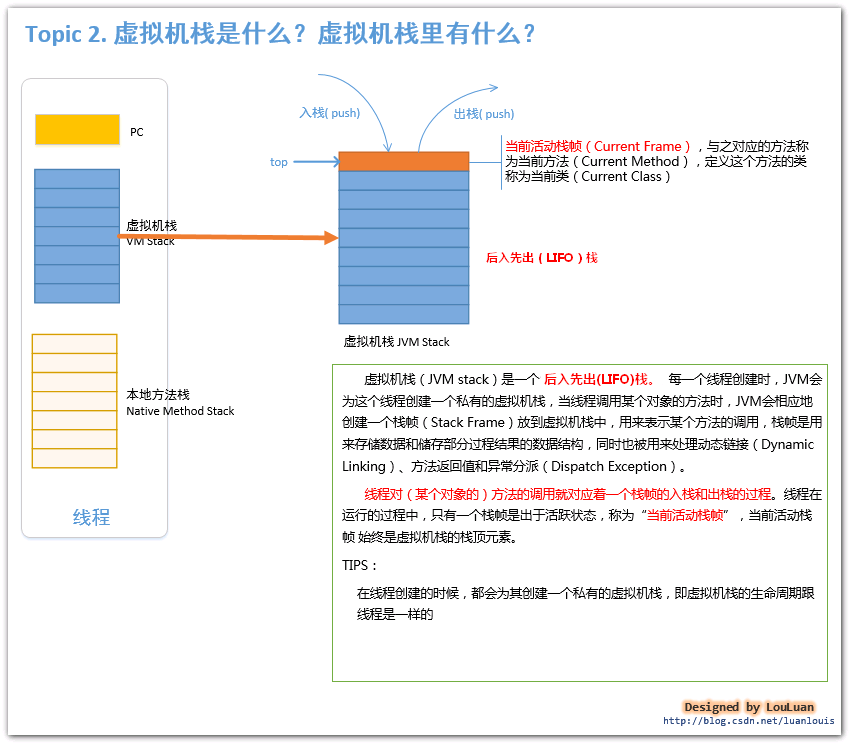 Topic 2. 虚拟机栈是什么？虚拟机栈里有什么？
入栈( push)
出栈( push)
PC
top
当前活动栈帧（Current Frame），与之对应的方法称
为当前方法（Current Method），定义这个方法的类
称为当前类（Current Class）
虚拟机栈
VM Stack
后入先出（ LIFO ）栈
虚拟机栈 JVM Stack
本地方法栈
Native Method Stack
线程
虚拟机栈（JVM stack）是一个 后入先出(LIFO)栈。 每一个线程创建时，JVM会
为这个线程创建一个私有的虚拟机栈，当线程调用某个对象的方法时，JVM会相应地
创建一个栈帧（Stack Frame）放到虚拟机栈中，用来表示某个方法的调用，栈帧是用
来存储数据和储存部分过程结果的数据结构，同时也被用来处理动态链接（Dynamic
Linking）、方法返回值和异常分派（Dispatch Exception）。
线程对（某个对象的）方法的调用就对应着一个栈帧的入栈和出栈的过程。线程在
运行的过程中，只有一个栈帧是出于活跃状态，称为“当前活动栈帧”，当前活动栈
帧 始终是虚拟机栈的栈顶元素。
TIPS：
在线程创建的时候，都会为其创建一个私有的虚拟机栈，即虚拟机栈的生命周期跟
线程是一样的
Designed by LouLuan
http://blog.csdn.net/luanlouis